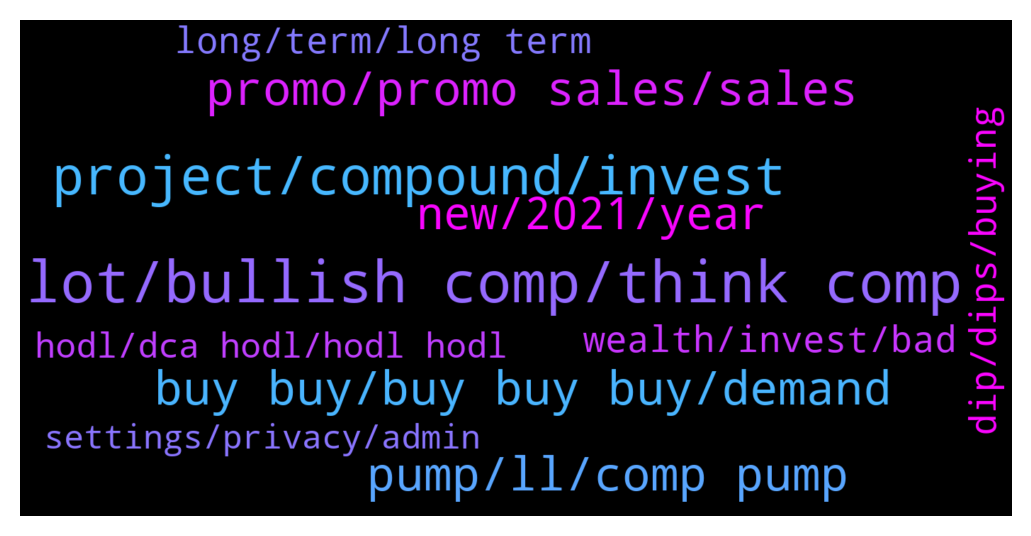 long/term/long term
promo/promo sales/sales
project/compound/invest
new/2021/year
lot/bullish comp/think comp
hodl/dca hodl/hodl hodl
wealth/invest/bad
buy buy/buy buy buy/demand
settings/privacy/admin
pump/ll/comp pump
dip/dips/buying